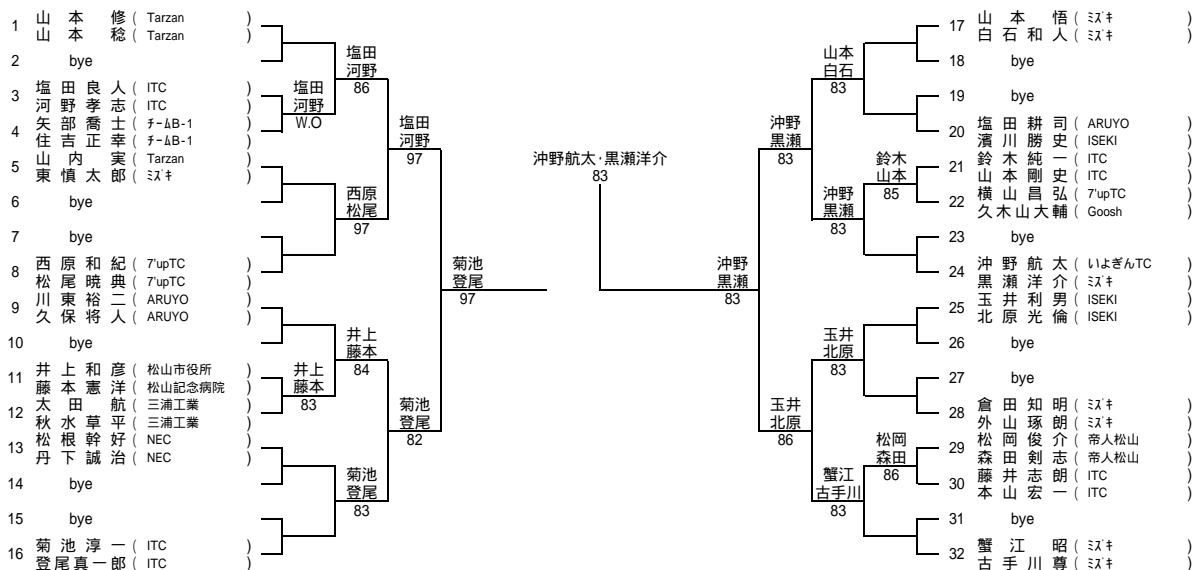 1 山本 修 ( Tarzan )
山本 稔 ( Tarzan )
2 bye
3 塩田良人 ( ITC )
河野孝志 ( ITC )
4 矢部喬士 ( ﾁｰﾑB-1 )
住吉正幸 ( ﾁｰﾑB-1 )
5 山内 実 ( Tarzan )
東慎太郎 ( ﾐｽﾞｷ )
6 bye
7 bye
8 西原和紀 ( 7'upTC )
松尾暁典 ( 7'upTC )
9 川東裕二 ( ARUYO )
久保将人 ( ARUYO )
10 bye
11 井上和彦 ( 松山市役所 )
藤本憲洋 ( 松山記念病院 )
12 太田 航 ( 三浦工業 )
秋水草平 ( 三浦工業 )
13 松根幹好 ( NEC )
丹下誠治 ( NEC )
14 bye
15 bye
16 菊池淳一 ( ITC )
登尾真一郎 ( ITC )
塩田
河野
W.O
井上
藤本
83
塩田
河野
86
西原
松尾
97
井上
藤本
84
菊池
登尾
83
塩田
河野
97
菊池
登尾
82
菊池
登尾
97
沖野航太･黒瀬洋介
83
沖野
黒瀬
83
沖野
黒瀬
83
玉井
北原
86
山本
白石
83
沖野
黒瀬
83
玉井
北原
83
蟹江
古手川
83
鈴木
山本
85
松岡
森田
86
17 山本 悟 ( ﾐｽﾞｷ )
白石和人 ( ﾐｽﾞｷ )
18 bye
19 bye
20 塩田耕司 ( ARUYO )
濱川勝史 ( ISEKI )
21 鈴木純一 ( ITC )
山本剛史 ( ITC )
22 横山昌弘 ( 7'upTC )
久木山大輔 ( Goosh )
23 bye
24 沖野航太 ( いよぎんTC )
黒瀬洋介 ( ﾐｽﾞｷ )
25 玉井利男 ( ISEKI )
北原光倫 ( ISEKI )
26 bye
27 bye
28 倉田知明 ( ﾐｽﾞｷ )
外山琢朗 ( ﾐｽﾞｷ )
29 松岡俊介 ( 帝人松山 )
森田剣志 ( 帝人松山 )
30 藤井志朗 ( ITC )
本山宏一 ( ITC )
31 bye
32 蟹江 昭 ( ﾐｽﾞｷ )
古手川尊 ( ﾐｽﾞｷ )